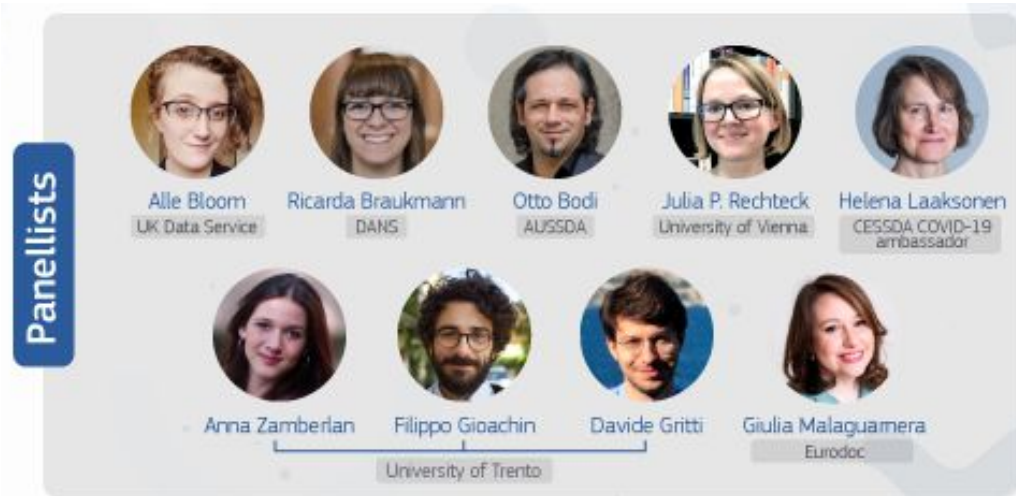 Panellists
Alle Bloom
UK Data Service
Ricarda Braukmann
DANS
Otto Bodi
AUSSDA
Julia P. Rechteck
University of Vienna
Helena Laaksonen
CESSDA COVID-19
ambassador
Anna Zamberlan
Filippo Gioachin
Davide Gritti
University of Trento
Giulia Malaguarnera
Eurodoc